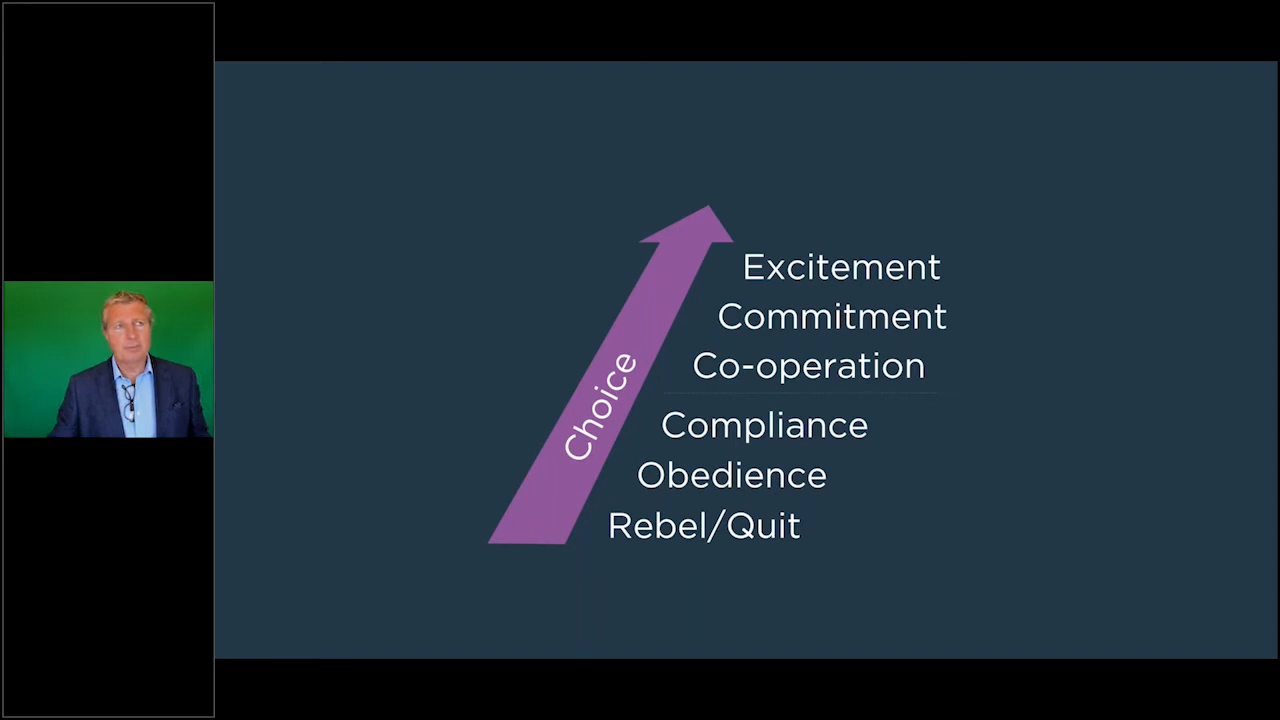 Excitement
Commitment
Co-operation
Choice
Compliance
Obedience
Rebel/Quit